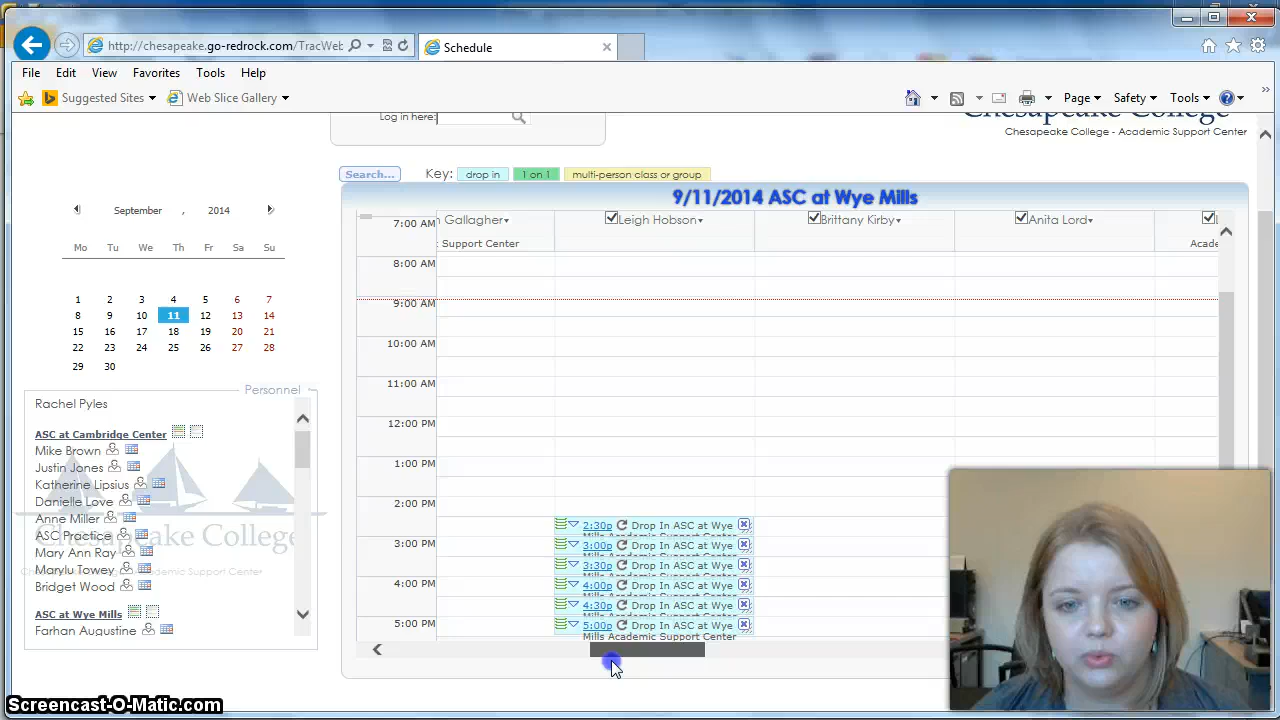 http://chesapeake.go-redrock.com/TracWeb
Schedule
File Edit View Favorites Tools Help
Suggested Sites Web Slice Gallery
Page Safety Tools
Log in here:
Chesapeake College
Chesapeake College - Academic Support Center
Search... Key: drop in 1 on 1 multi-person class or group
9/11/2014 ASC at Wye Mills
September , 2014
Mo Tu We Th Fr Sa Su
1 2 3 4 5 6 7
8 9 10 11 12 13 14
15 16 17 18 19 20 21
22 23 24 25 26 27 28
29 30
Personnel
Rachel Pyles
ASC at Cambridge Center
Mike Brown
Justin Jones
Katherine Lipsius
Danielle Love
Anne Miller
ASC Practice
Mary Ann Ray
Marylu Towey
Bridget Wood
ASC at Wye Mills
Farhan Augustine
Chesapeake College
Academic Support Center
Gallagher Leigh Hobson Brittany Kirby Anita Lord
Support Center
7:00 AM
8:00 AM
9:00 AM
10:00 AM
11:00 AM
12:00 PM
1:00 PM
2:00 PM
3:00 PM
4:00 PM
5:00 PM
2:30p Drop In ASC at Wye
3:00p Drop In ASC at Wye
3:30p Drop In ASC at Wye
4:00p Drop In ASC at Wye
4:30p Drop In ASC at Wye
5:00p Drop In ASC at Wye
Mills Academic Support Center
Screencast-O-Matic.com